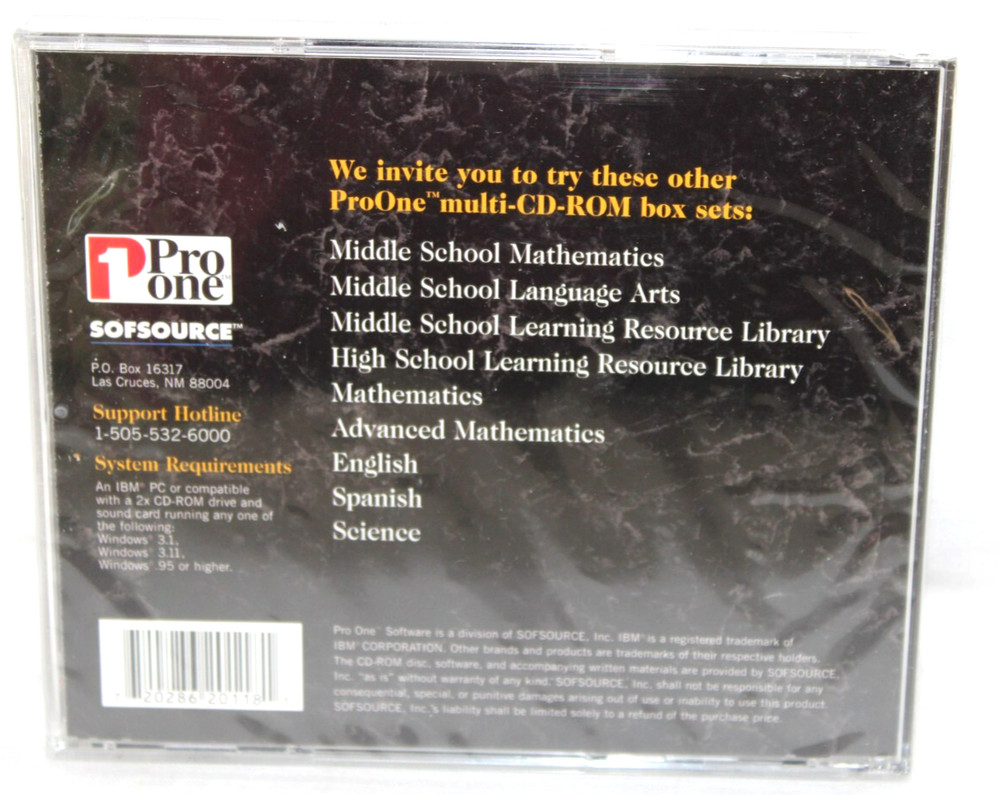 We invite you to try these other
ProOne™ multi-CD-ROM box sets:
Middle School Mathematics
Middle School Language Arts
Middle School Learning Resource Library
High School Learning Resource Library
Mathematics
Advanced Mathematics
English
Spanish
Science
1 Pro one™
SOFSOURCE™
P.O. Box 16317
Las Cruces, NM 88004
Support Hotline
1-505-532-6000
System Requirements
An IBM® PC or compatible
with a 2x CD-ROM drive and
sound card running any one of
the following:
Windows® 3.1,
Windows® 3.11,
Windows® 95 or higher.
20286 20118
Pro One™ Software is a division of SOFSOURCE, Inc. IBM® is a registered trademark of
IBM® CORPORATION. Other brands and products are trademarks of their respective holders.
The CD-ROM disc, software, and accompanying written materials are provided by SOFSOURCE,
Inc. "as is" without warranty of any kind. SOFSOURCE, Inc. shall not be responsible for any
consequential, special, or punitive damages arising out of use or inability to use this product.
SOFSOURCE, Inc.'s liability shall be limited solely to a refund of the purchase price.